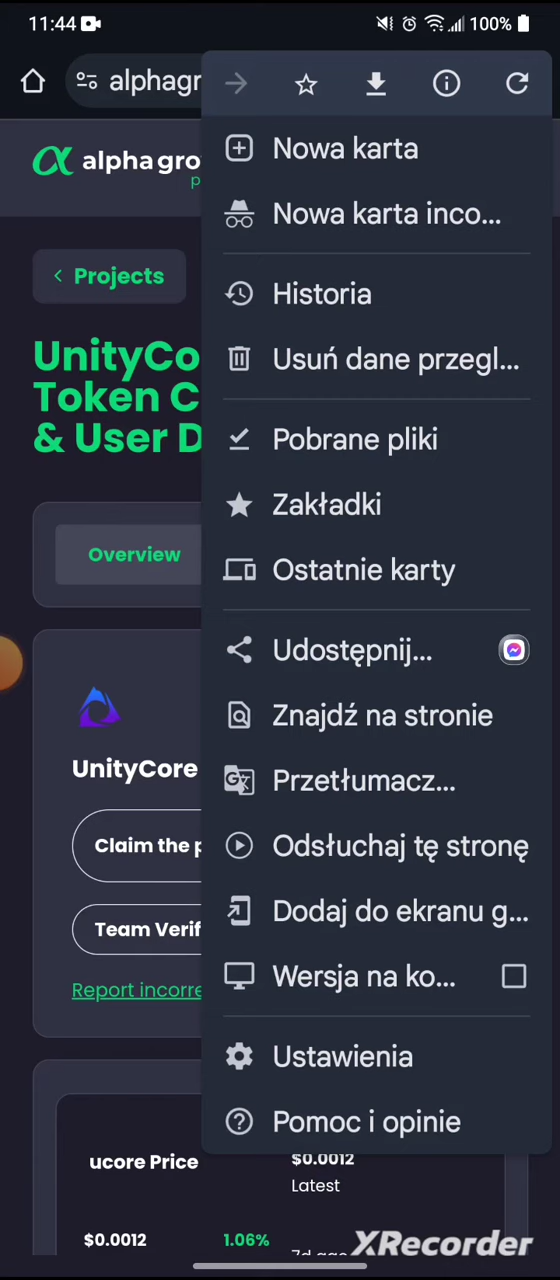 11:44
100%
alphagr
alpha gro
p
Nowa karta
Nowa karta inco...
Projects
Historia
UnityCo
Token C
& User D
Usuń dane przegl...
Pobrane pliki
Zakładki
Overview
Ostatnie karty
Udostępnij...
Znajdź na stronie
UnityCore
Przetłumacz...
Claim the p
Odsłuchaj tę stronę
Team Verif
Dodaj do ekranu g...
Report incorre
Wersja na ko...
Ustawienia
Pomoc i opinie
ucore Price
$0.0012
Latest
$0.0012
1.06%
7d ago
XRecorder